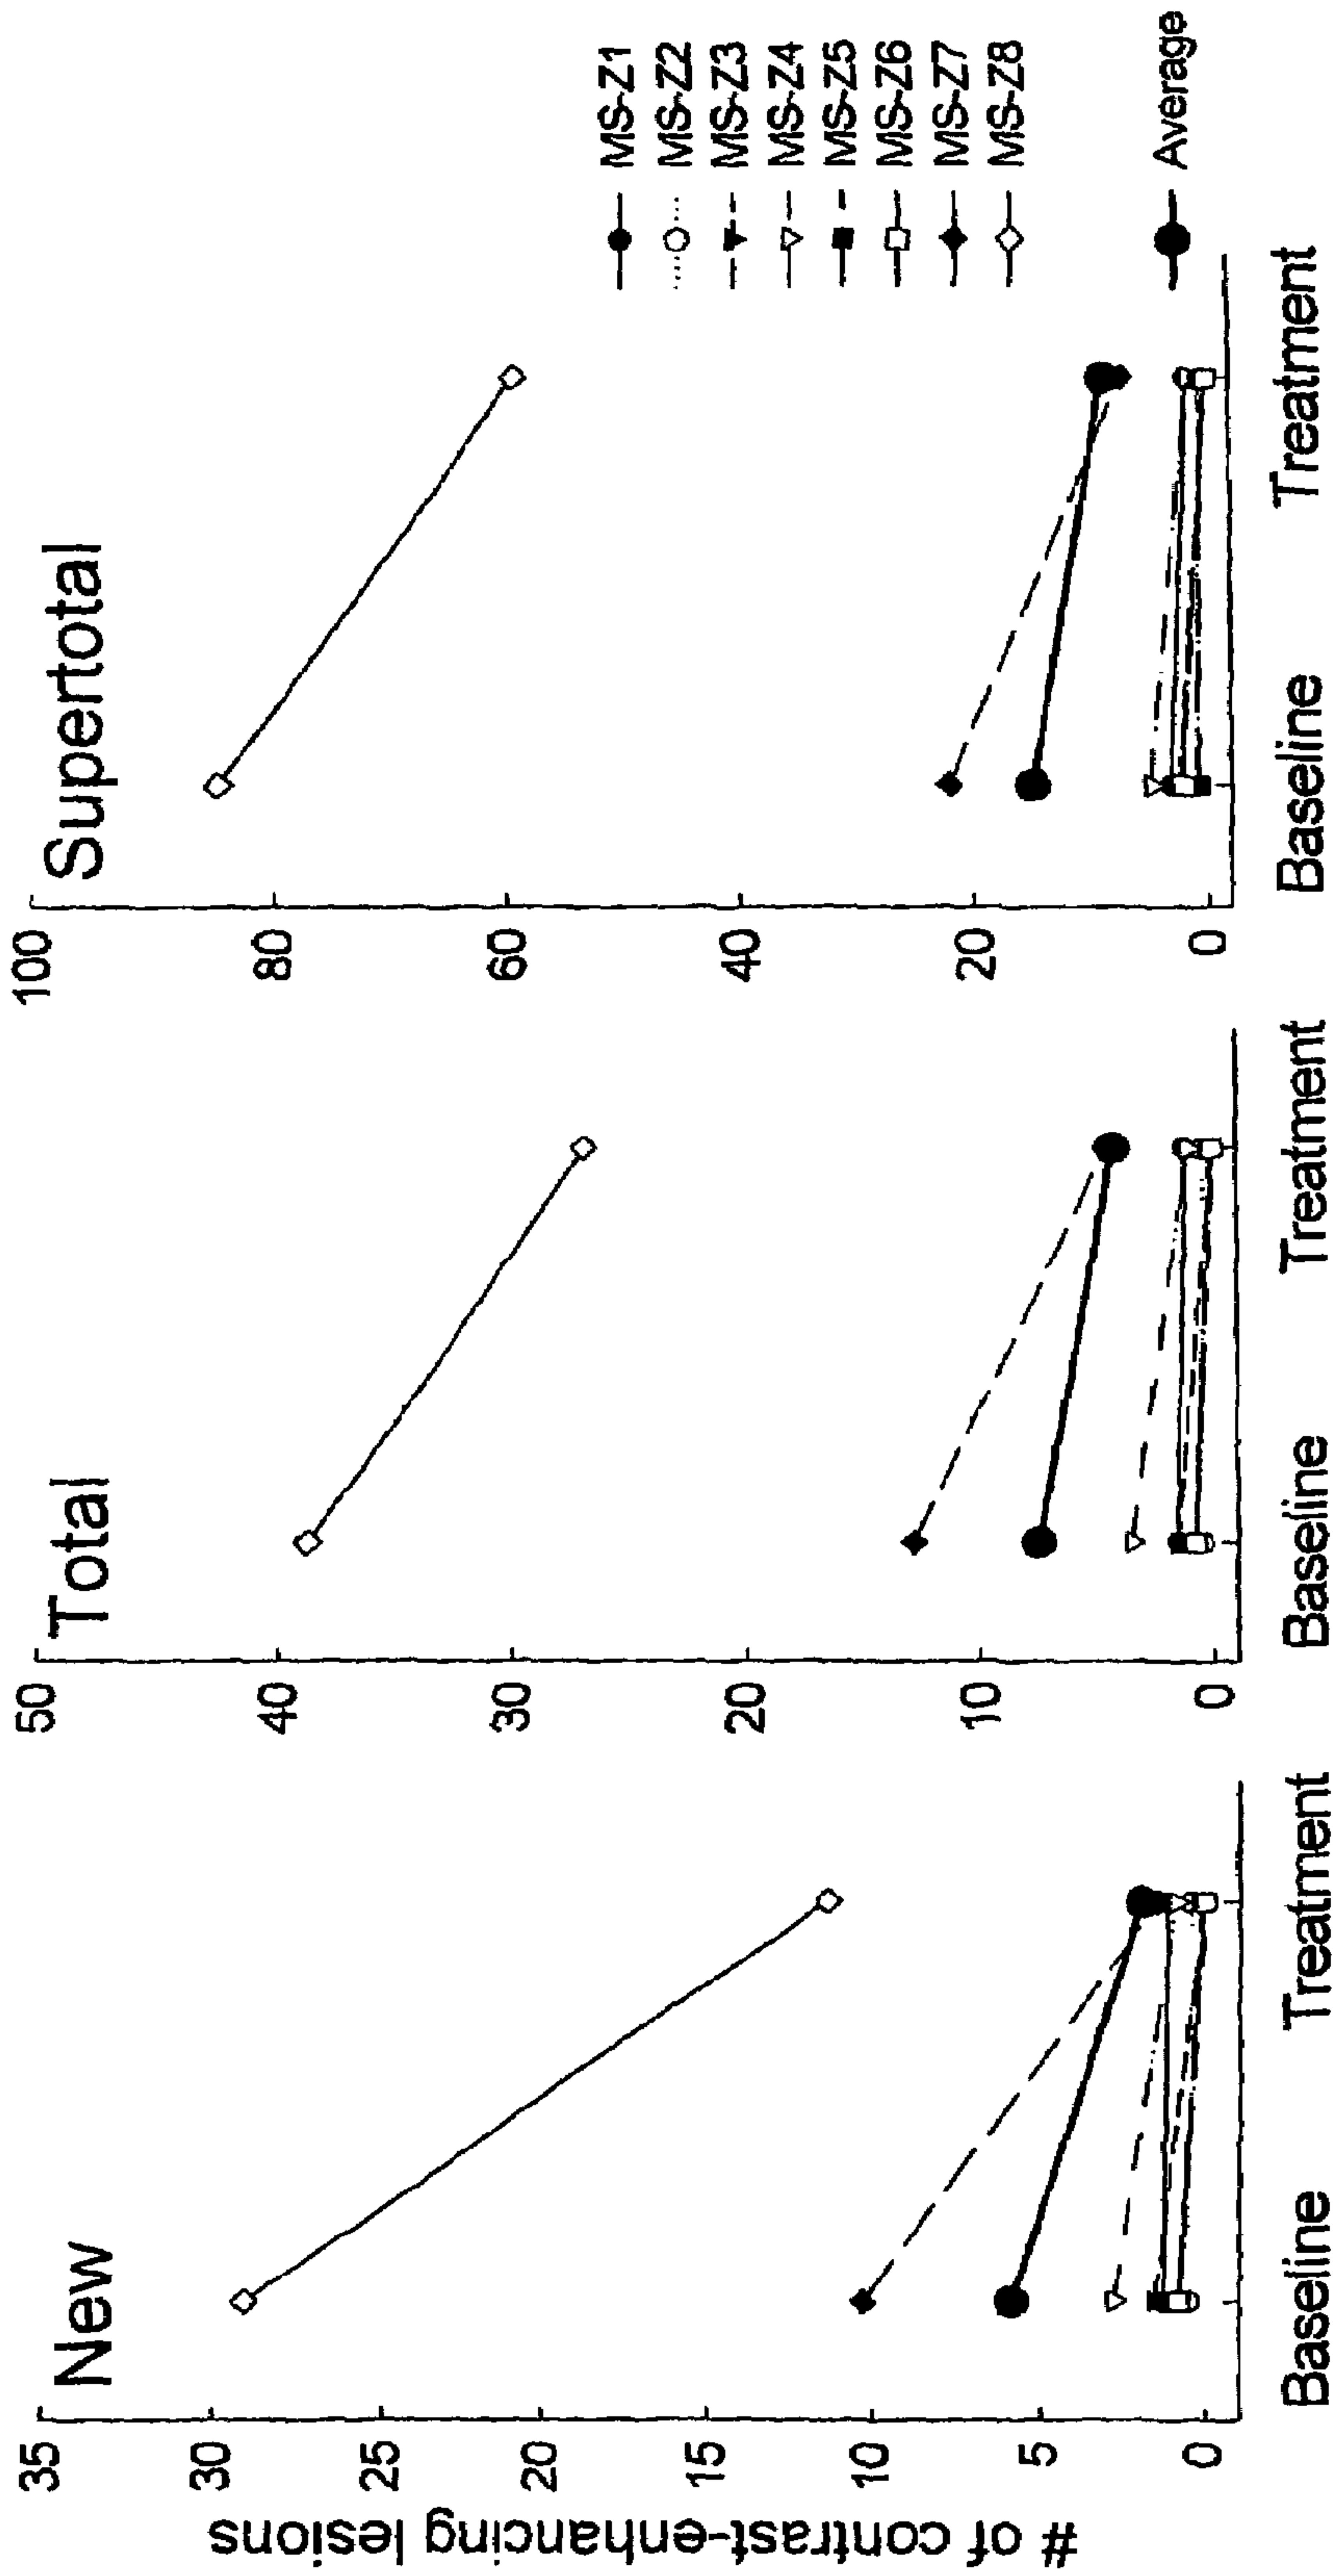 # of contrast-enhancing lesions
New
35
30
25
20
15
10
5
0
Baseline Treatment
Total
50
40
30
20
10
0
Baseline Treatment
Supertotal
100
80
60
40
20
0
Baseline Treatment
MS-Z1
MS-Z2
MS-Z3
MS-Z4
MS-Z5
MS-Z6
MS-Z7
MS-Z8
Average